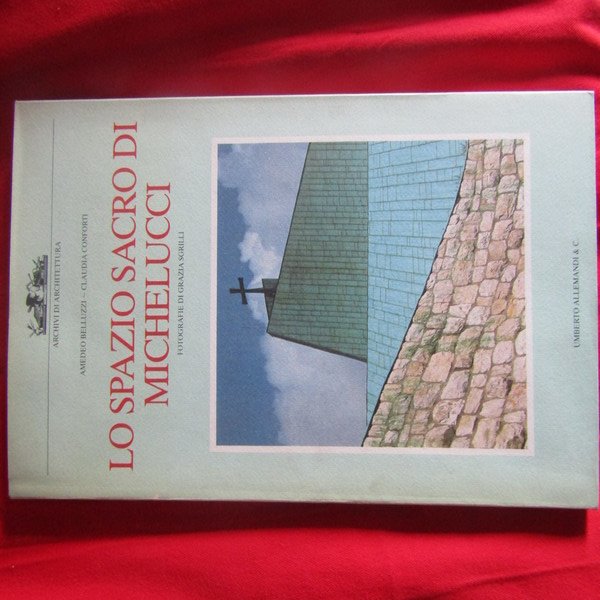 ARCHIVI DI ARCHITETTURA
AMEDEO BELLUZZI – CLAUDIA CONFORTI
LO SPAZIO SACRO DI
MICHELUCCI
FOTOGRAFIE DI GRAZIA SGRILLI
UMBERTO ALLEMANDI & C.